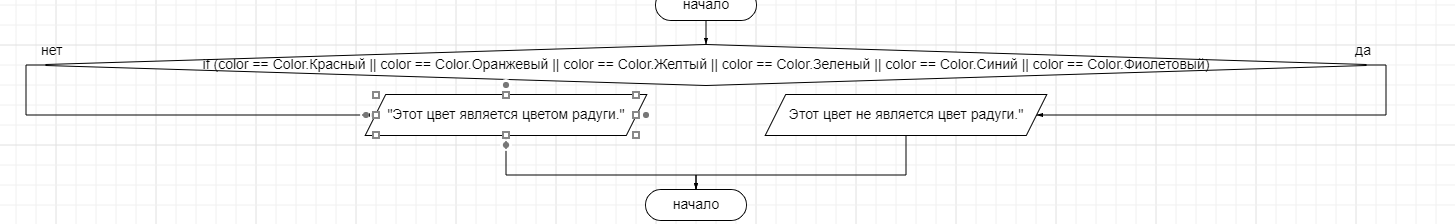 начало
нет
да
if (color == Color.Красный || color == Color.Оранжевый || color == Color.Желтый || color == Color.Зеленый || color == Color.Синий || color == Color.Фиолетовый)
"Этот цвет является цветом радуги."
Этот цвет не является цвет радуги."
начало